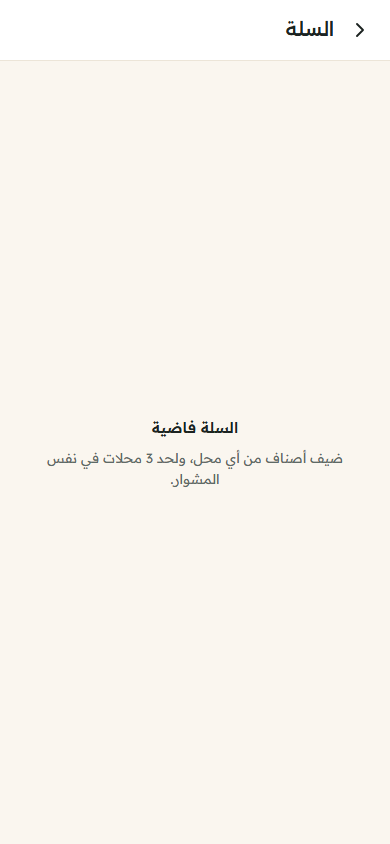 السلة
السلة فاضية
ضيف أصناف من أي محل، ولحد 3 محلات في نفس
المشوار.